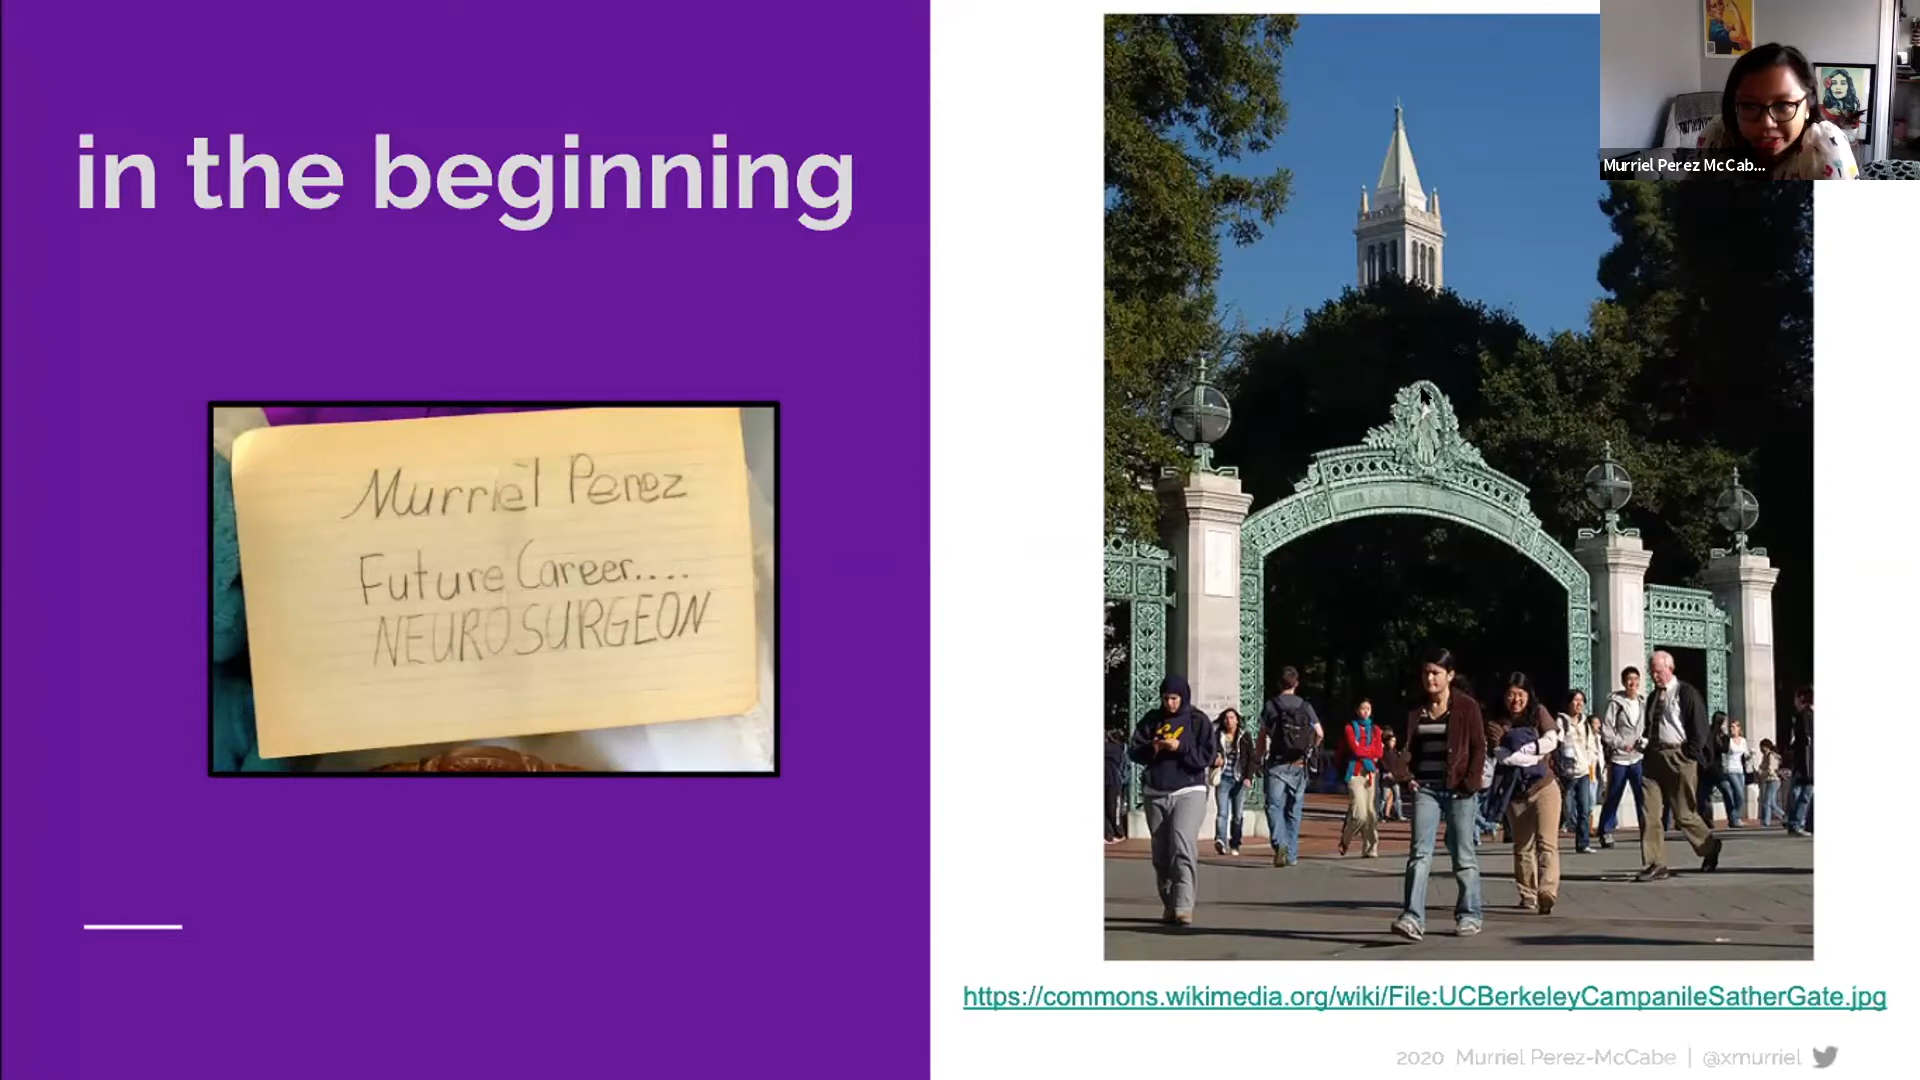 in the beginning
Murriel Perez
Future Career....
NEUROSURGEON
Murriel Perez McCab...
https://commons.wikimedia.org/wiki/File:UCBerkeleyCampanileSatherGate.jpg
2020 Murriel Perez-McCabe | @xmurriel